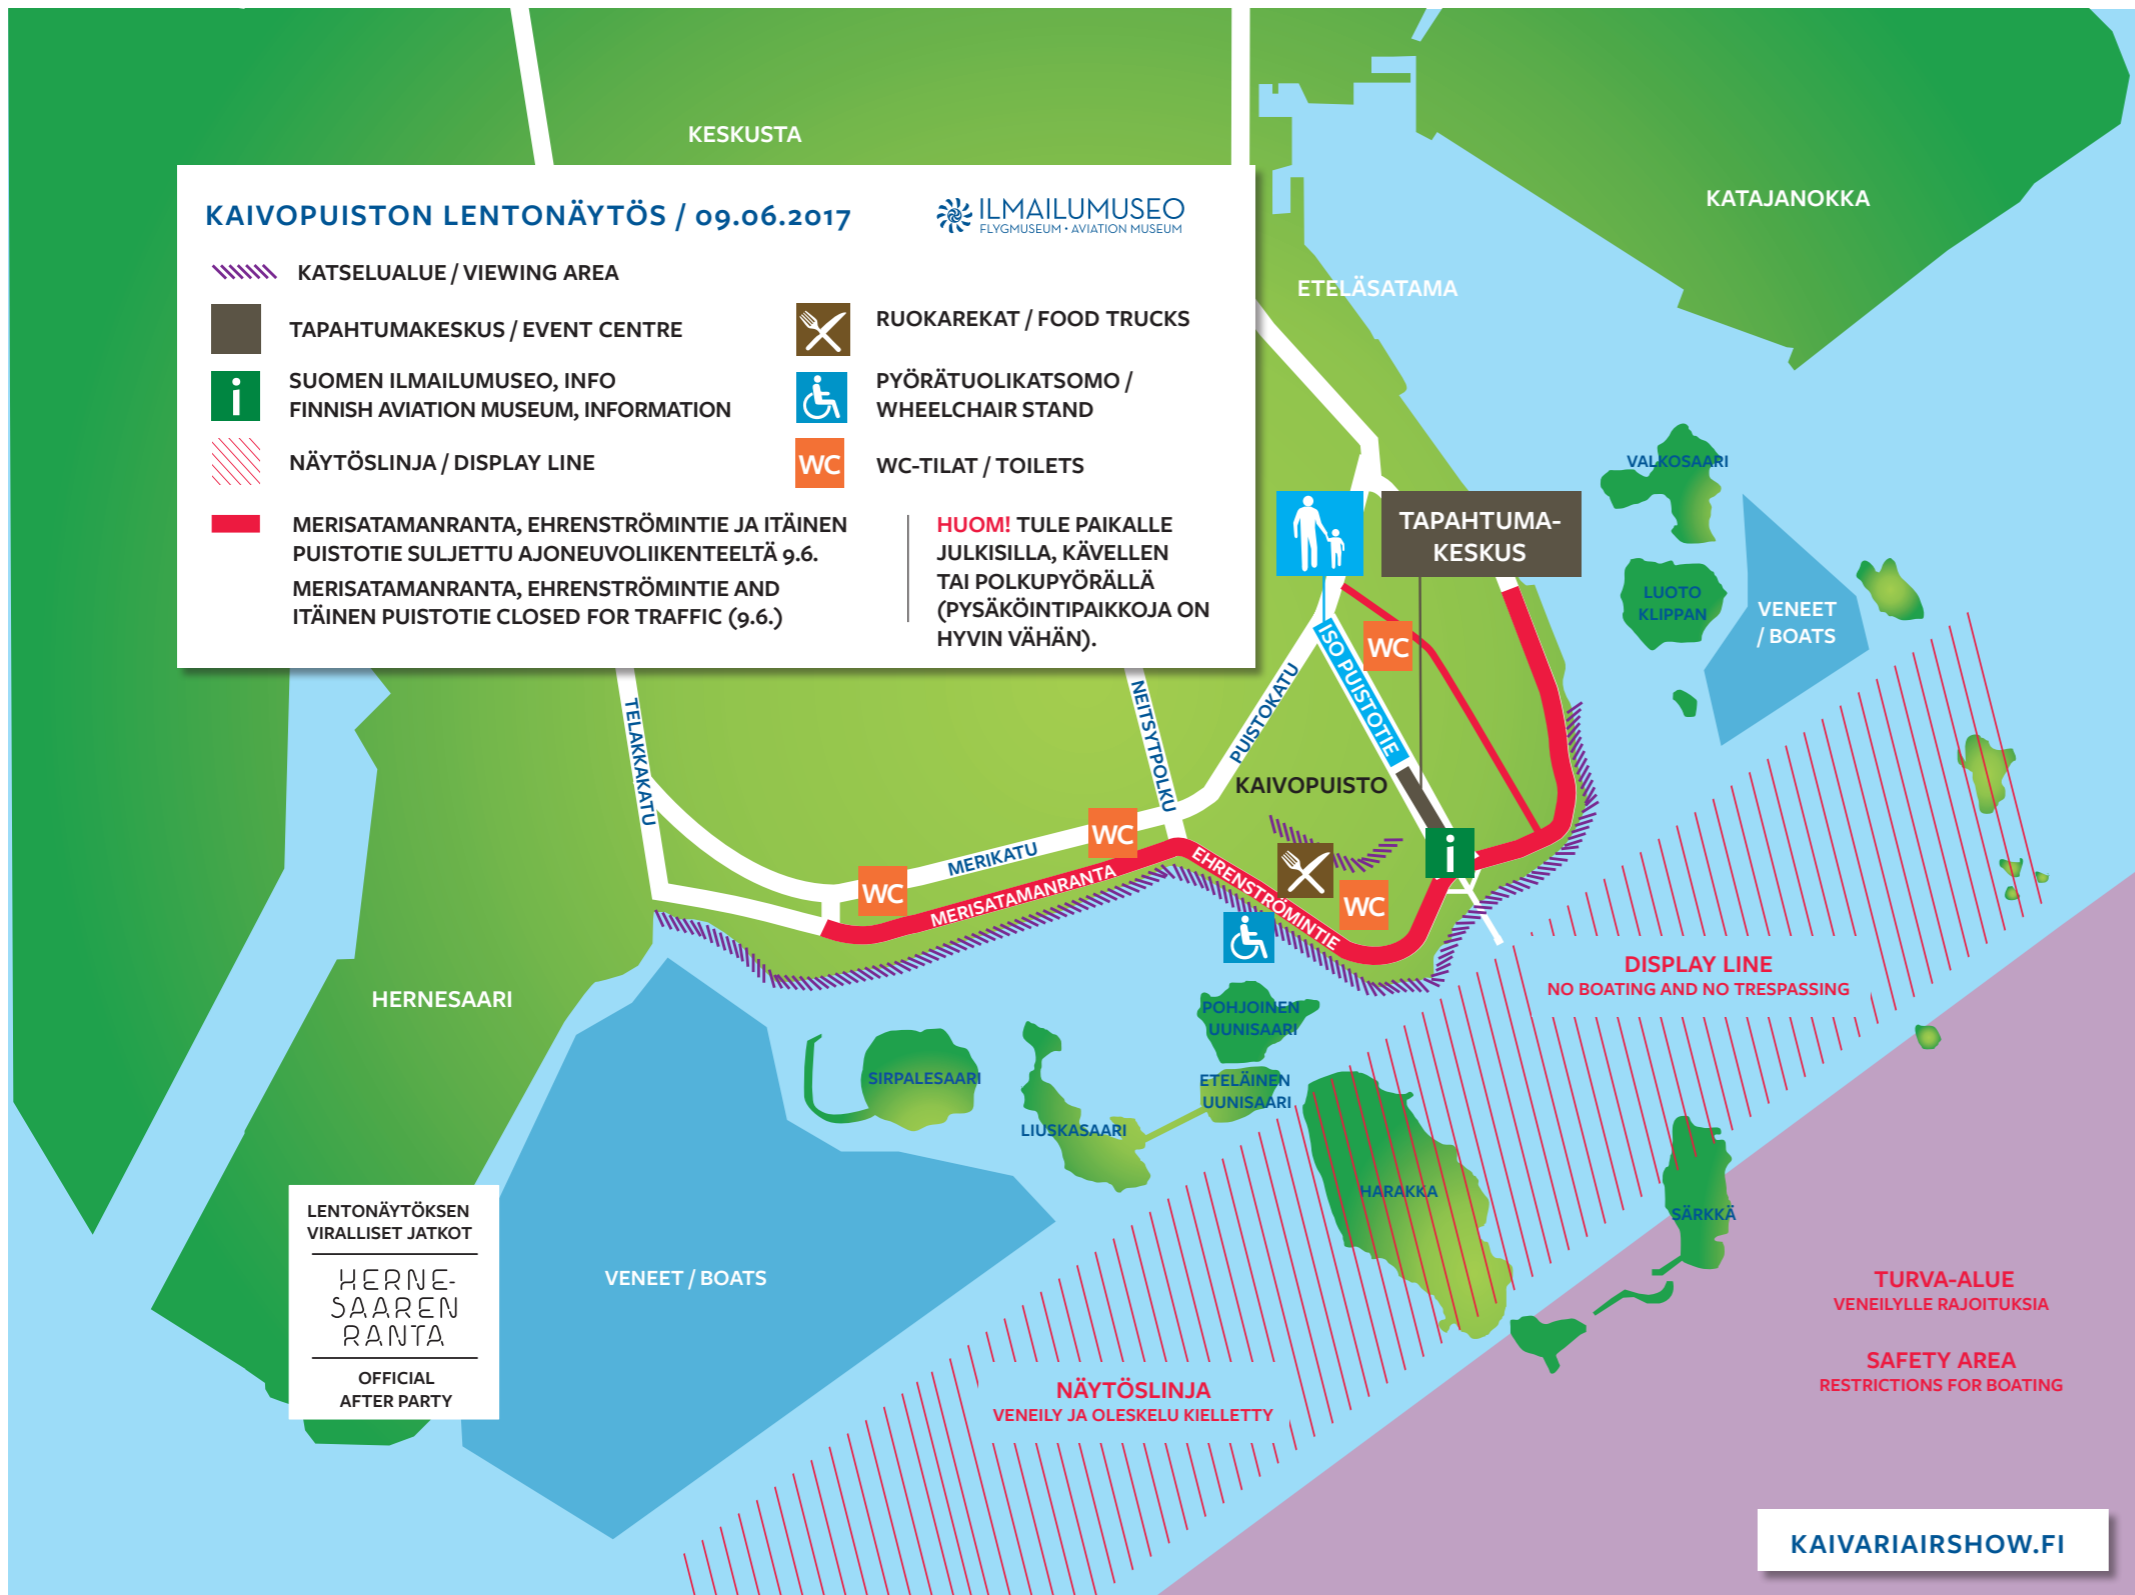 KESKUSTA
KATAJANOKKA
KAIVOPUISTON LENTONÄYTÖS / 09.06.2017
ILMAILUMUSEO
FLYGMUSEUM • AVIATION MUSEUM
KATSELUALUE / VIEWING AREA
TAPAHTUMAKESKUS / EVENT CENTRE
SUOMEN ILMAILUMUSEO, INFO
FINNISH AVIATION MUSEUM, INFORMATION
NÄYTÖSLINJA / DISPLAY LINE
RUOKAREKAT / FOOD TRUCKS
PYÖRÄTUOLIKATSOMO /
WHEELCHAIR STAND
WC
WC-TILAT / TOILETS
MERISATAMANRANTA, EHRENSTRÖMINTIE JA ITÄINEN
PUISTOTIE SULJETTU AJONEUVOLIIKENTEELTÄ 9.6.
MERISATAMANRANTA, EHRENSTRÖMINTIE AND
ITÄINEN PUISTOTIE CLOSED FOR TRAFFIC (9.6.)
HUOM! TULE PAIKALLE
JULKISILLA, KÄVELLEN
TAI POLKUPYÖRÄLLÄ
(PYSÄKÖINTIPAIKKOJA ON
HYVIN VÄHÄN).
ETELÄSATAMA
VALKOSAARI
TAPAHTUMA-
KESKUS
LUOTO
KLIPPAN
VENEET
/ BOATS
WC
ISO PUISTOTIE
PUISTOKATU
NEITSYTPOLKU
TELAKKAKATU
KAIVOPUISTO
WC
MERIKATU
WC
MERISATAMANRANTA
EHRENSTRÖMINTIE
WC
i
DISPLAY LINE
NO BOATING AND NO TRESPASSING
HERNESAARI
POHJOINEN
UUNISAARI
SIRPALESAARI
ETELÄINEN
UUNISAARI
LIUSKASAARI
HARAKKA
SÄRKKÄ
LENTONÄYTÖKSEN
VIRALLISET JATKOT
HERNE-
SAAREN
RANTA
OFFICIAL
AFTER PARTY
VENEET / BOATS
TURVA-ALUE
VENEILYLLE RAJOITUKSIA
SAFETY AREA
RESTRICTIONS FOR BOATING
NÄYTÖSLINJA
VENEILY JA OLESKELU KIELLETTY
KAIVARIAIRSHOW.FI